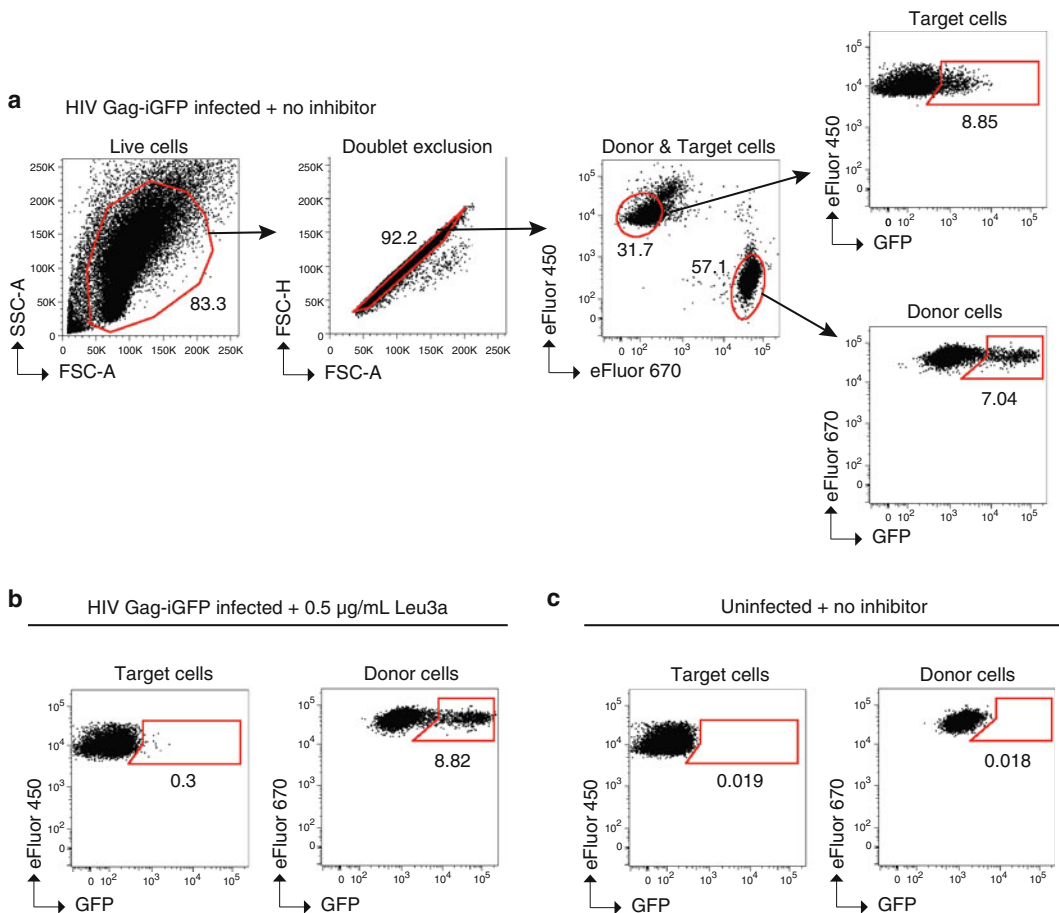 a
HIV Gag-iGFP infected + no inhibitor
Live cells
250K
200K
150K
100K
50K
0
0 50K 100K 150K 200K 250K
SSC-A
FSC-A
83.3
Doublet exclusion
250K
200K
150K
100K
50K
0
0 50K 100K 150K 200K 250K
FSC-H
FSC-A
92.2
Donor & Target cells
10⁵
10⁴
10³
10²
0
0 10² 10³ 10⁴ 10⁵
eFluor 450
eFluor 670
31.7
57.1
Target cells
10⁵
10⁴
10³
10²
0
0 10² 10³ 10⁴ 10⁵
eFluor 450
GFP
8.85
Donor cells
10⁵
10⁴
10³
10²
0
0 10² 10³ 10⁴ 10⁵
eFluor 670
GFP
7.04
b
HIV Gag-iGFP infected + 0.5 µg/mL Leu3a
Target cells
10⁵
10⁴
10³
10²
0
0 10² 10³ 10⁴ 10⁵
eFluor 450
GFP
0.3
Donor cells
10⁵
10⁴
10³
10²
0
0 10² 10³ 10⁴ 10⁵
eFluor 670
GFP
8.82
c
Uninfected + no inhibitor
Target cells
10⁵
10⁴
10³
10²
0
0 10² 10³ 10⁴ 10⁵
eFluor 450
GFP
0.019
Donor cells
10⁵
10⁴
10³
10²
0
0 10² 10³ 10⁴ 10⁵
eFluor 670
GFP
0.018